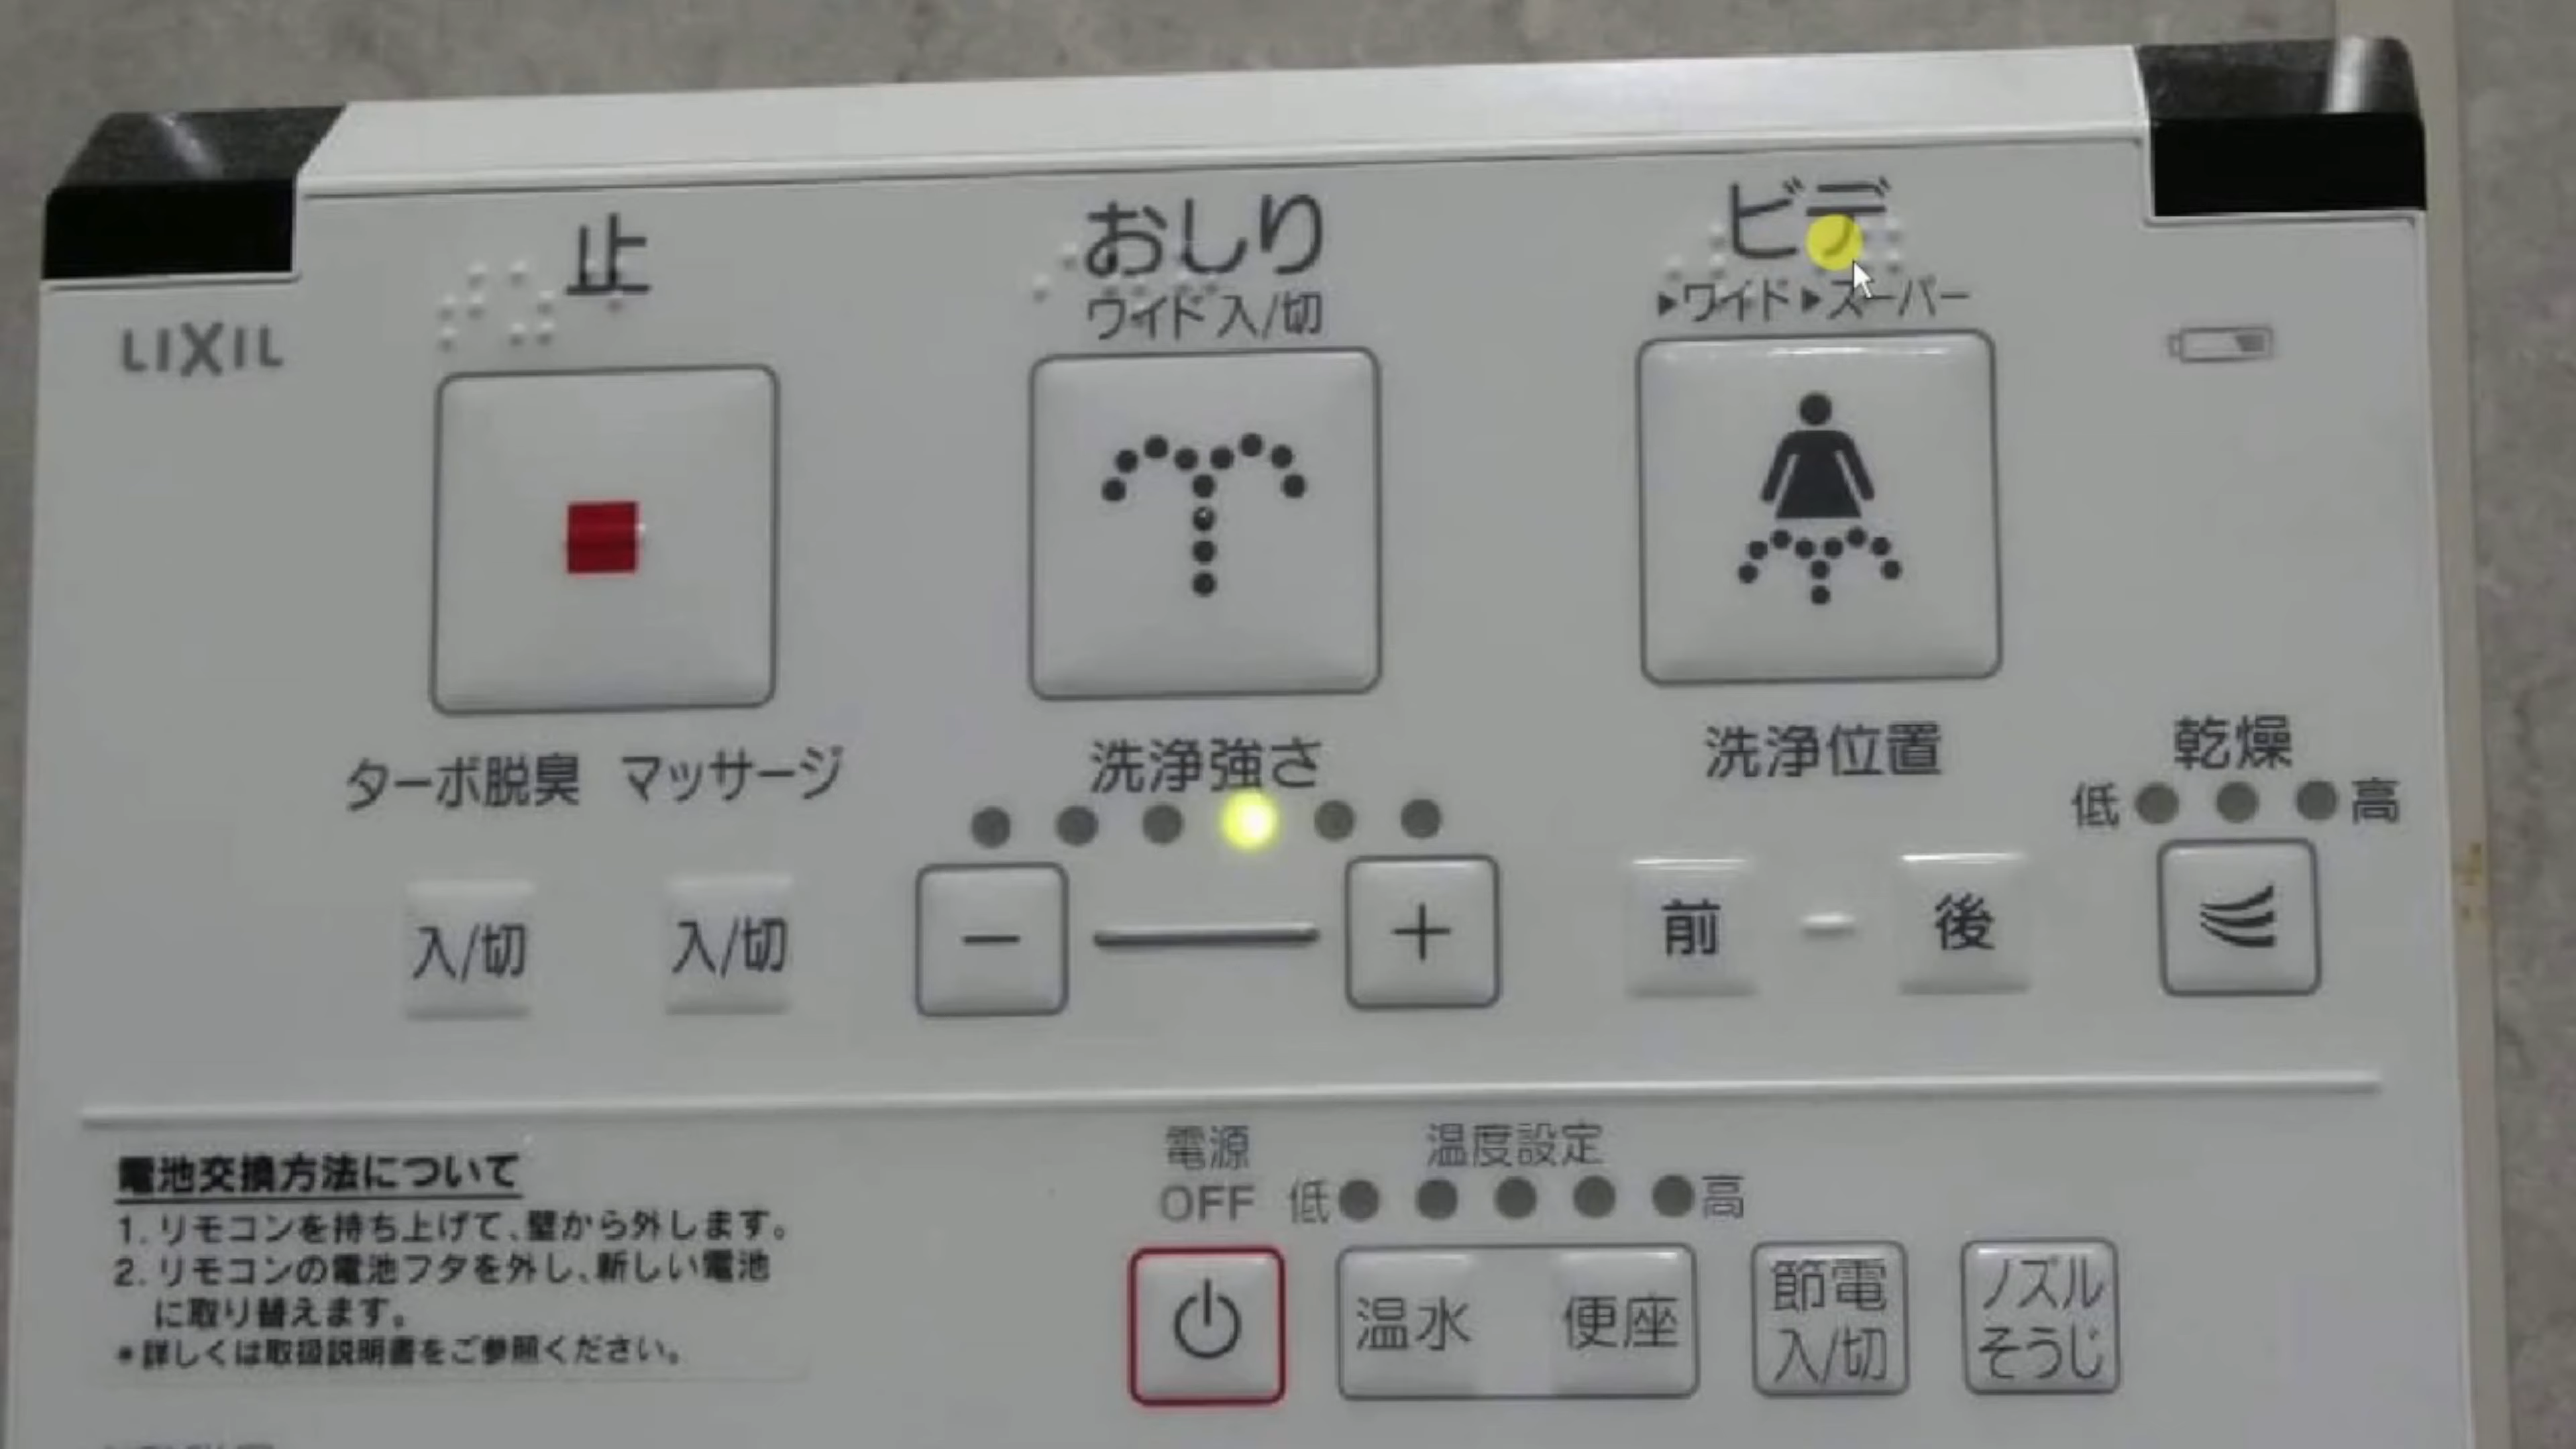 止
おしり
ビデ
ワイド 入/切
▶ワイド▶スーパー
LIXIL
ターボ脱臭
マッサージ
洗浄強さ
洗浄位置
乾燥
低
高
入/切
入/切
−
+
前
後
電源
OFF
温度設定
低
高
温水
便座
節電
入/切
ノズル
そうじ
電池交換方法について
1. リモコンを持ち上げて、壁から外します。
2. リモコンの電池フタを外し、新しい電池
に取り替えます。
*詳しくは取扱説明書をご参照ください。